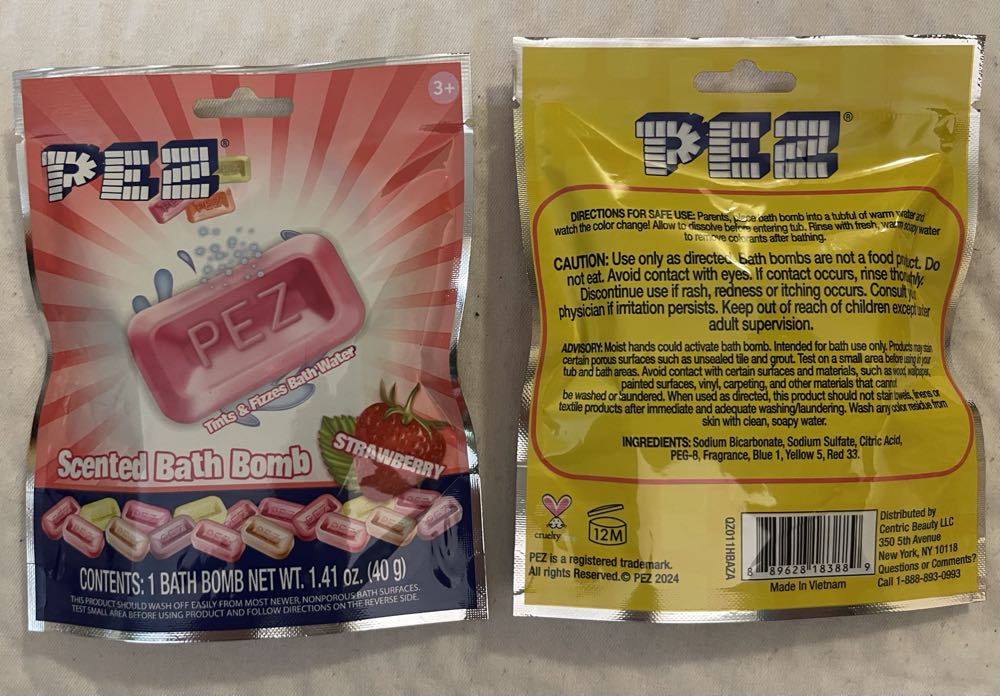 3+
PEZ®
PEZ
Tints & Fizzes Bath Water
STRAWBERRY
Scented Bath Bomb
CONTENTS: 1 BATH BOMB NET WT. 1.41 oz. (40 g)
THIS PRODUCT SHOULD WASH OFF EASILY FROM MOST NEWER, NONPOROUS BATH SURFACES.
TEST SMALL AREA BEFORE USING PRODUCT AND FOLLOW DIRECTIONS ON THE REVERSE SIDE.
PEZ®
DIRECTIONS FOR SAFE USE: Parents, place bath bomb into a tubful of warm water and
watch the color change! Allow to dissolve before entering tub. Rinse with fresh, warm soapy water
to remove colorants after bathing.
CAUTION: Use only as directed. Bath bombs are not a food product. Do
not eat. Avoid contact with eyes. If contact occurs, rinse thoroughly.
Discontinue use if rash, redness or itching occurs. Consult
physician if irritation persists. Keep out of reach of children except under
adult supervision.
ADVISORY: Moist hands could activate bath bomb. Intended for bath use only. Products may stain
certain porous surfaces such as unsealed tile and grout. Test on a small area before using in your
tub and bath areas. Avoid contact with certain surfaces and materials, such as wood, wallpaper,
painted surfaces, vinyl, carpeting, and other materials that cannot
be washed or laundered. When used as directed, this product should not stain towels, linens or
textile products after immediate and adequate washing/laundering. Wash any color residue from
skin with clean, soapy water.
INGREDIENTS: Sodium Bicarbonate, Sodium Sulfate, Citric Acid,
PEG-8, Fragrance, Blue 1, Yellow 5, Red 33.
cruelty free
12M
PEZ is a registered trademark.
All rights Reserved.© PEZ 2024
QZ011HBAZA
8 89628 18388 9
Made In Vietnam
Distributed by
Centric Beauty LLC
350 5th Avenue
New York, NY 10118
Questions or Comments?
Call 1-888-893-0993